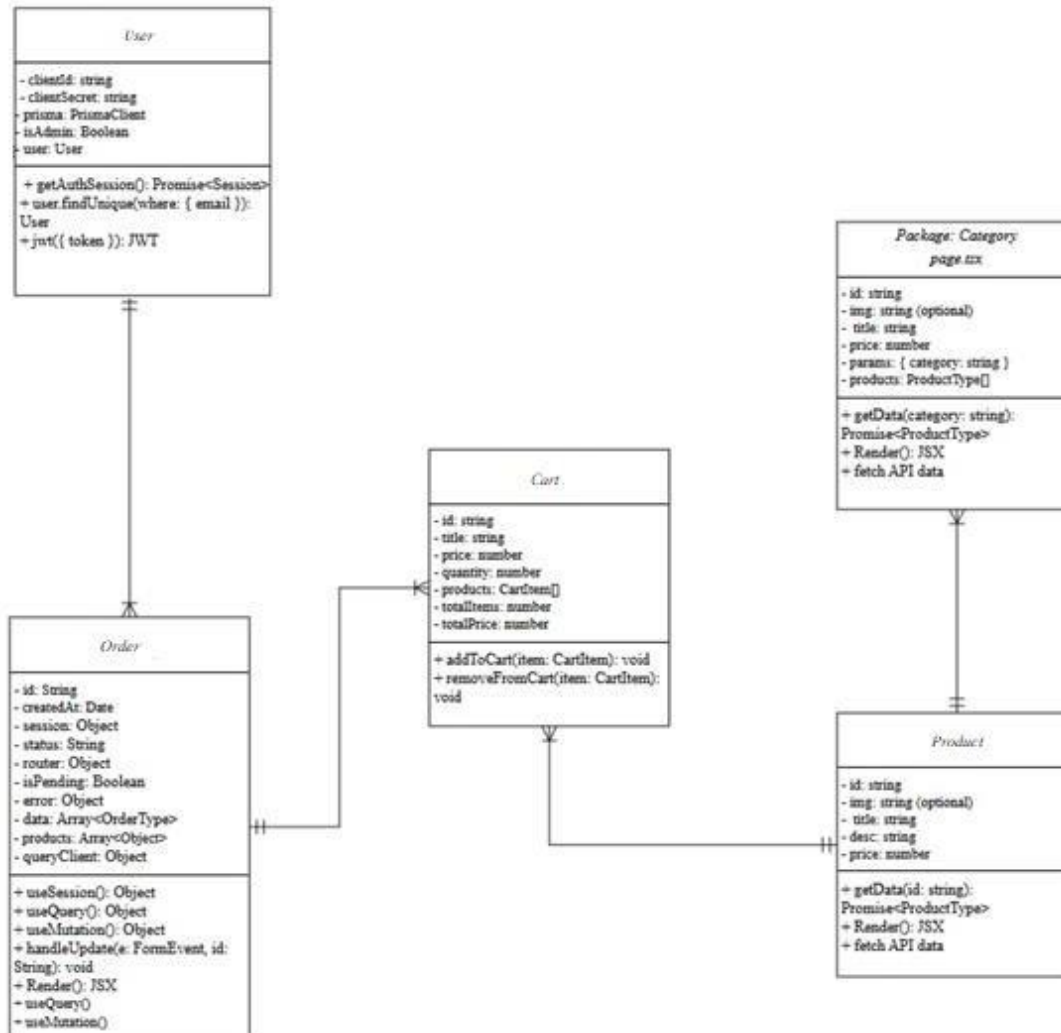 User
- clientId: string
- clientSecret: string
- prisma: PrismaClient
- isAdmin: Boolean
- user: User
+ getAuthSession(): Promise<Session>
+ user.findUnique(where: { email }):
User
+ jwt({ token }): JWT
Package: Category
page.tsx
- id: string
- img: string (optional)
- title: string
- price: number
- params: { category: string }
- products: ProductType[]
+ getData(category: string):
Promise<ProductType>
+ Render(): JSX
+ fetch API data
Cart
- id: string
- title: string
- price: number
- quantity: number
- products: CartItem[]
- totalItems: number
- totalPrice: number
+ addToCart(item: CartItem): void
+ removeFromCart(item: CartItem):
void
Order
- id: String
- createdAt: Date
- session: Object
- status: String
- router: Object
- isPending: Boolean
- error: Object
- data: Array<OrderType>
- products: Array<Object>
- queryClient: Object
+ useSession(): Object
+ useQuery(): Object
+ useMutation(): Object
+ handleUpdate(e: FormEvent, id:
String): void
+ Render(): JSX
+ useQuery()
+ useMutation()
Product
- id: string
- img: string (optional)
- title: string
- desc: string
- price: number
+ getData(id: string):
Promise<ProductType>
+ Render(): JSX
+ fetch API data